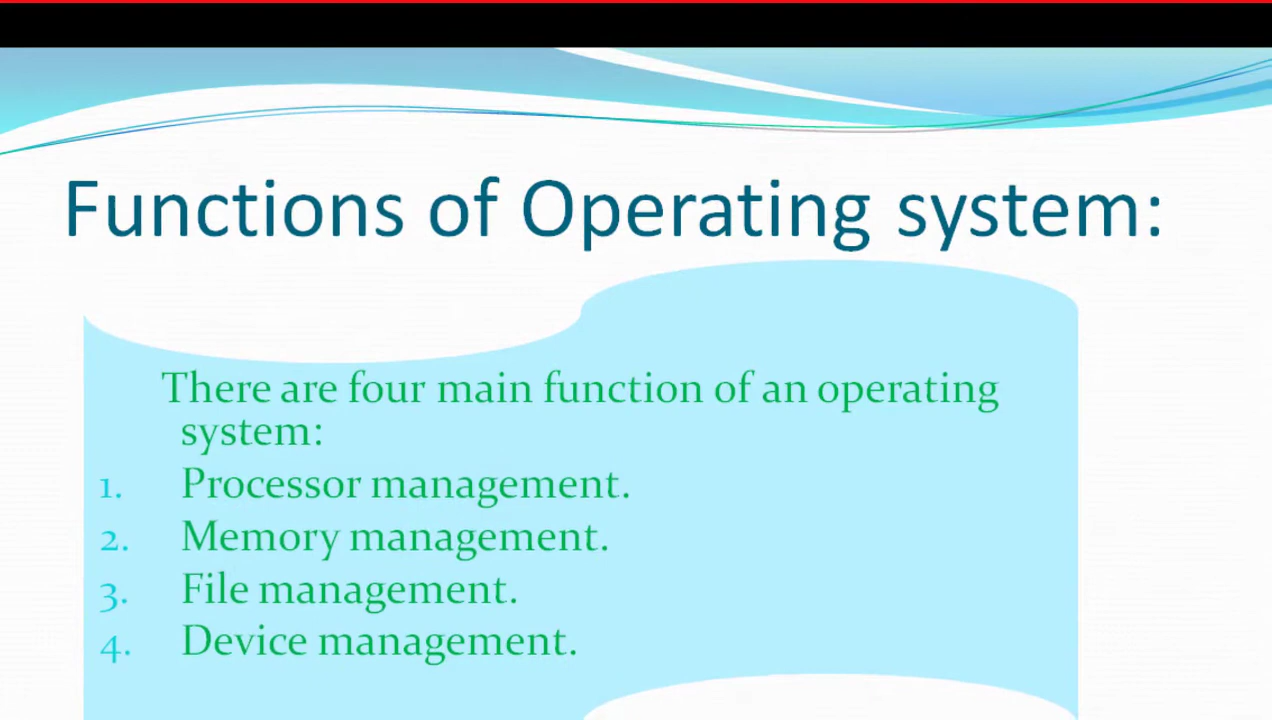 Functions of Operating system:
There are four main function of an operating
system:
1. Processor management.
2. Memory management.
3. File management.
4. Device management.